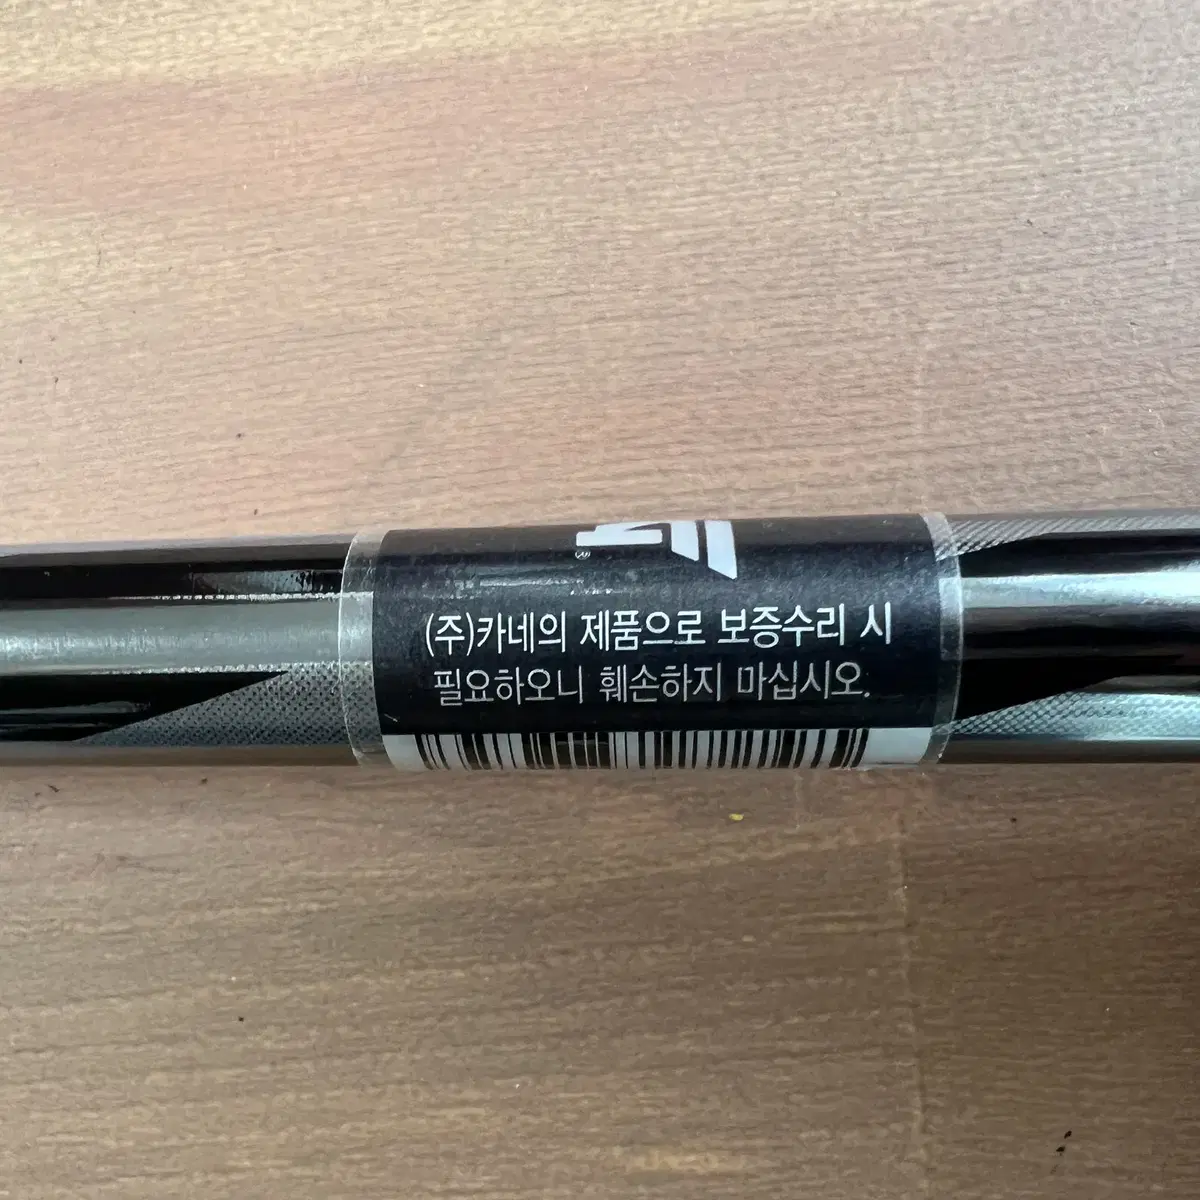 (주)카네의 제품으로 보증수리 시
필요하오니 훼손하지 마십시오.